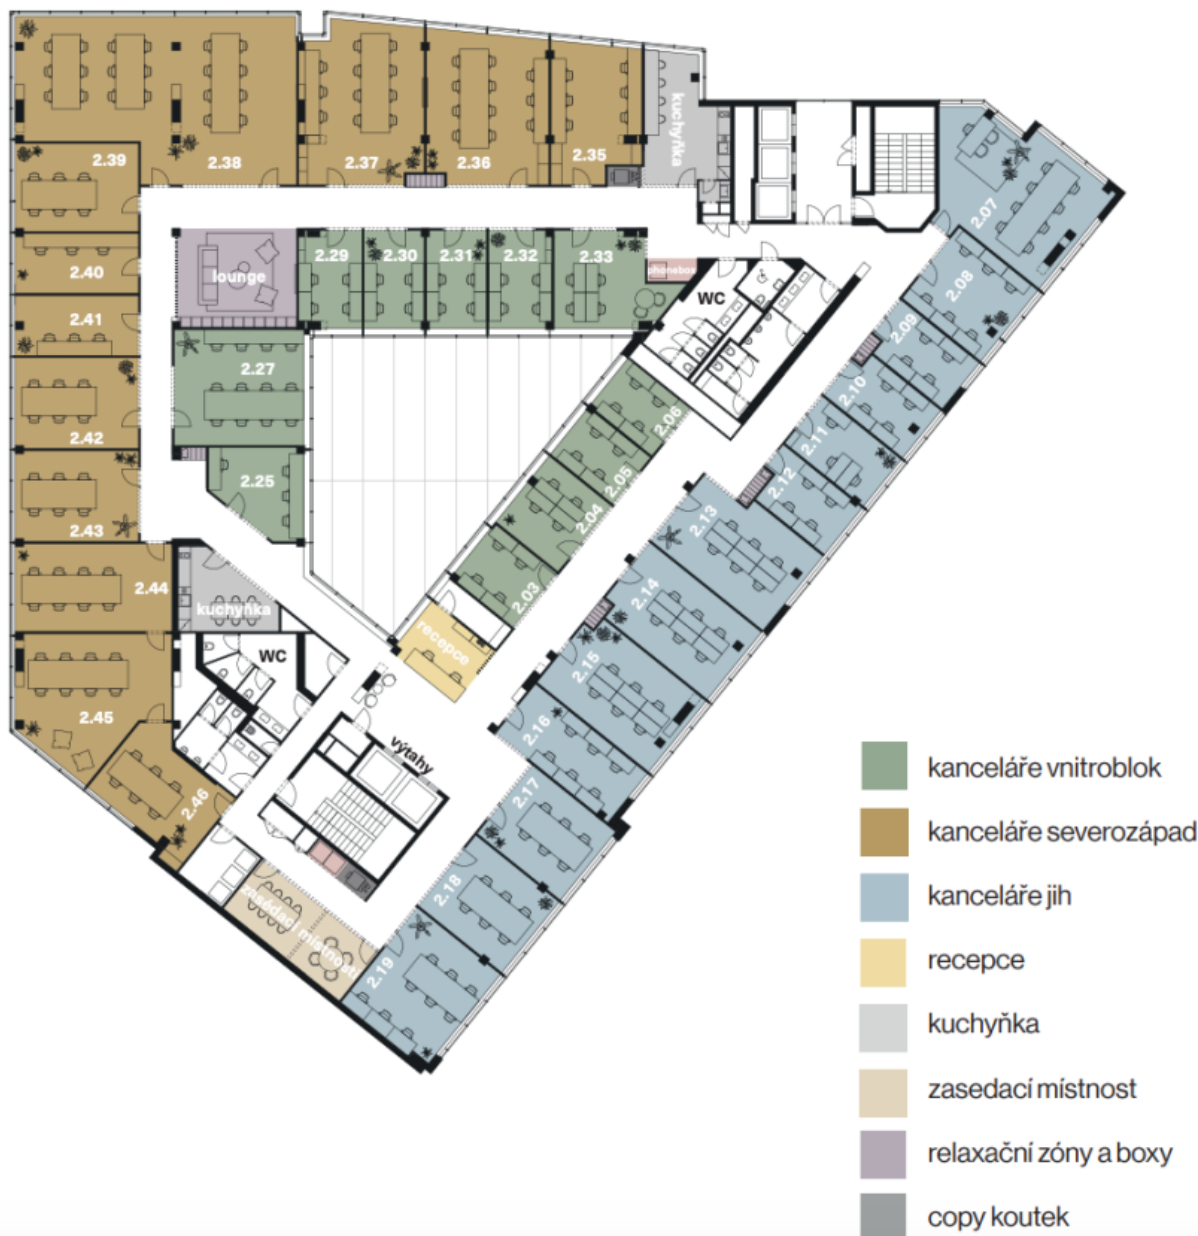 kuchyňka
2.39
2.38
2.37
2.36
2.35
2.07
2.40
lounge
2.29
2.30
2.31
2.32
2.33
phonebox
WC
2.08
2.41
2.09
2.27
2.10
2.42
2.06
2.11
2.25
2.05
2.12
2.43
2.04
2.13
2.44
kuchyňka
2.03
2.14
recepce
WC
2.15
2.45
2.16
výtahy
2.46
2.17
2.18
zasedací místnost
2.19
kanceláře vnitroblok
kanceláře severozápad
kanceláře jih
recepce
kuchyňka
zasedací místnost
relaxační zóny a boxy
copy koutek